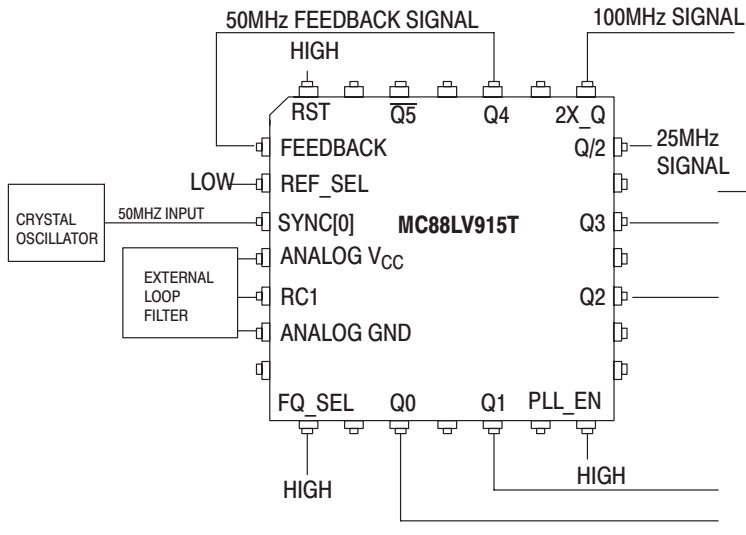 50MHz FEEDBACK SIGNAL
100MHz SIGNAL
HIGH
RST
Q5
Q4
2X_Q
FEEDBACK
Q/2
25MHz
SIGNAL
LOW
REF_SEL
CRYSTAL
OSCILLATOR
50MHZ INPUT
SYNC[0]
MC88LV915T
Q3
ANALOG VCC
EXTERNAL
LOOP
FILTER
RC1
Q2
ANALOG GND
FQ_SEL
Q0
Q1
PLL_EN
HIGH
HIGH